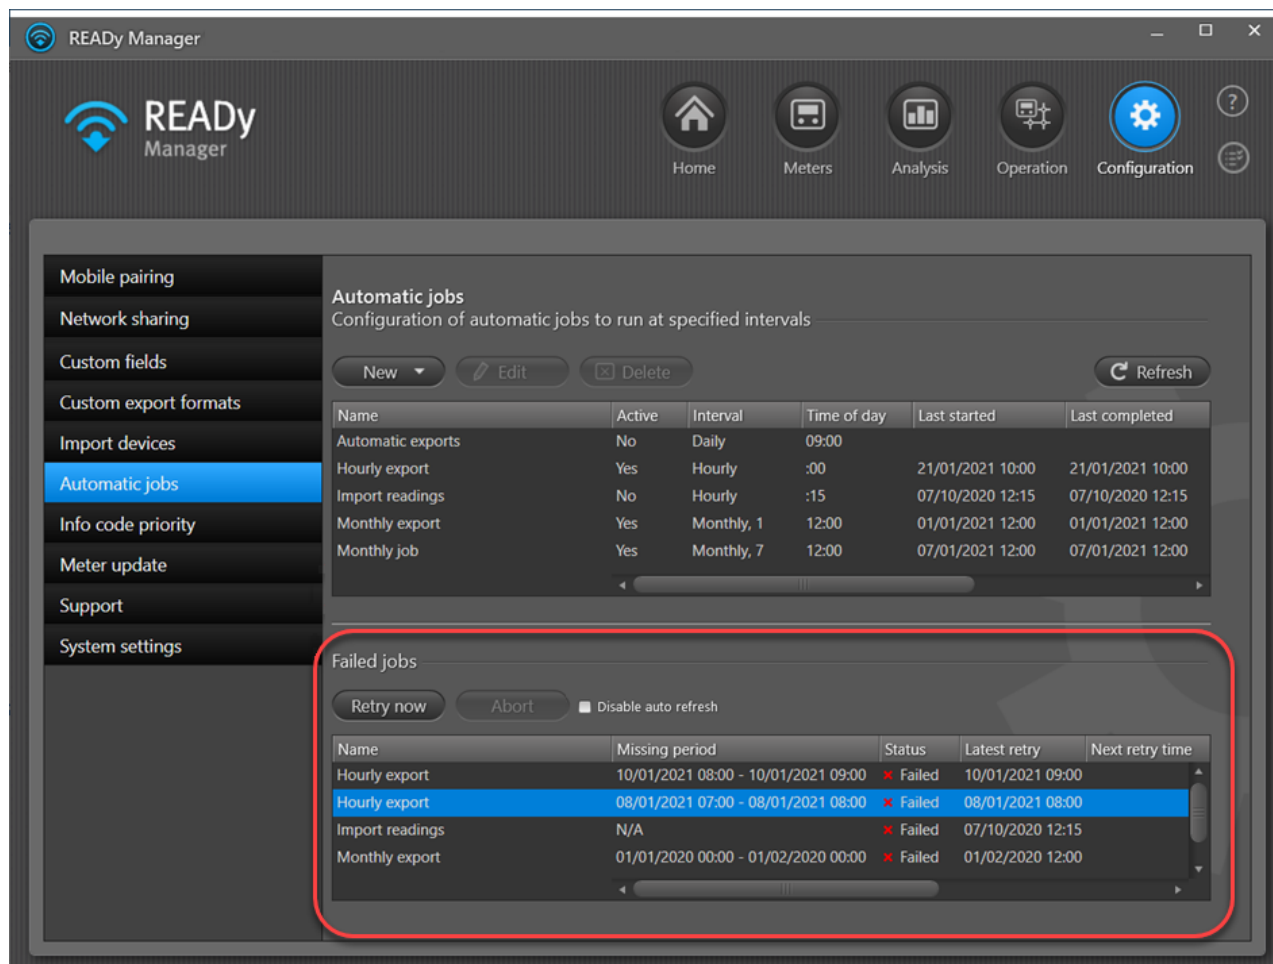 READy Manager
READy
Manager
Home Meters Analysis Operation Configuration
?
Mobile pairing
Network sharing
Custom fields
Custom export formats
Import devices
Automatic jobs
Info code priority
Meter update
Support
System settings
Automatic jobs
Configuration of automatic jobs to run at specified intervals
New Edit Delete Refresh
Name Active Interval Time of day Last started Last completed
Automatic exports No Daily 09:00
Hourly export Yes Hourly :00 21/01/2021 10:00 21/01/2021 10:00
Import readings No Hourly :15 07/10/2020 12:15 07/10/2020 12:15
Monthly export Yes Monthly, 1 12:00 01/01/2021 12:00 01/01/2021 12:00
Monthly job Yes Monthly, 7 12:00 07/01/2021 12:00 07/01/2021 12:00
Failed jobs
Retry now Abort Disable auto refresh
Name Missing period Status Latest retry Next retry time
Hourly export 10/01/2021 08:00 - 10/01/2021 09:00 Failed 10/01/2021 09:00
Hourly export 08/01/2021 07:00 - 08/01/2021 08:00 Failed 08/01/2021 08:00
Import readings N/A Failed 07/10/2020 12:15
Monthly export 01/01/2020 00:00 - 01/02/2020 00:00 Failed 01/02/2020 12:00